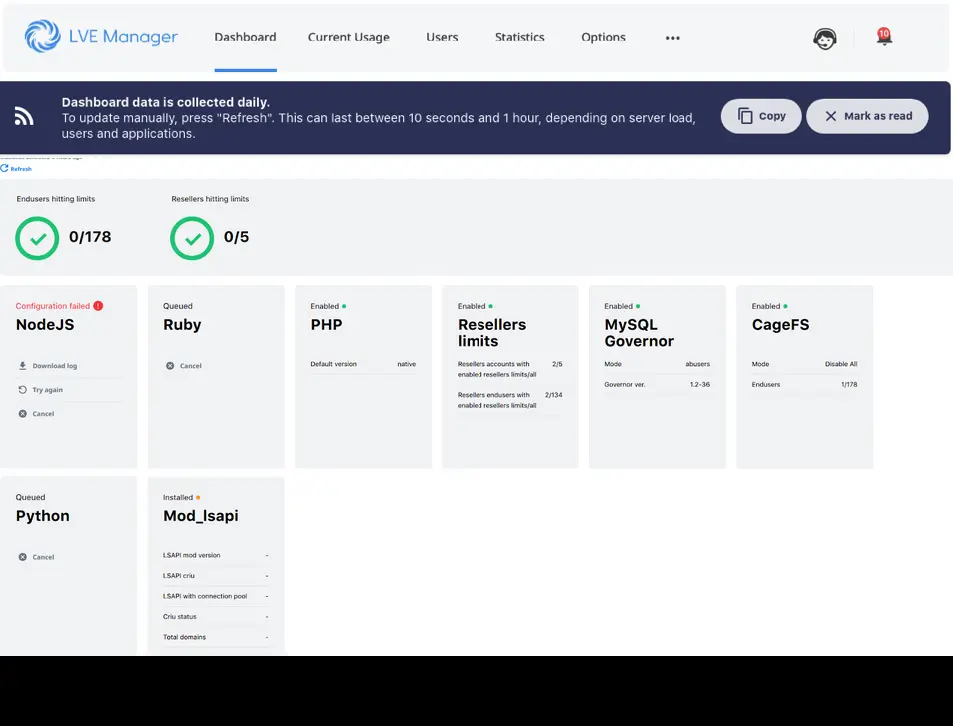 LVE Manager
Dashboard
Current Usage
Users
Statistics
Options
10
Dashboard data is collected daily.
To update manually, press "Refresh". This can last between 10 seconds and 1 hour, depending on server load,
users and applications.
Copy
Mark as read
Refresh
Endusers hitting limits
0/178
Resellers hitting limits
0/5
Configuration failed
NodeJS
Download log
Try again
Cancel
Queued
Ruby
Cancel
Enabled
PHP
Default version native
Enabled
Resellers
limits
Resellers accounts with 2/5
enabled resellers limits/all
Resellers endusers with 2/134
enabled resellers limits/all
Enabled
MySQL
Governor
Mode abusers
Governor ver. 1.2-36
Enabled
CageFS
Mode Disable All
Endusers 1/178
Queued
Python
Cancel
Installed
Mod_lsapi
LSAPI mod version -
LSAPI criu -
LSAPI with connection pool -
Criu status -
Total domains -